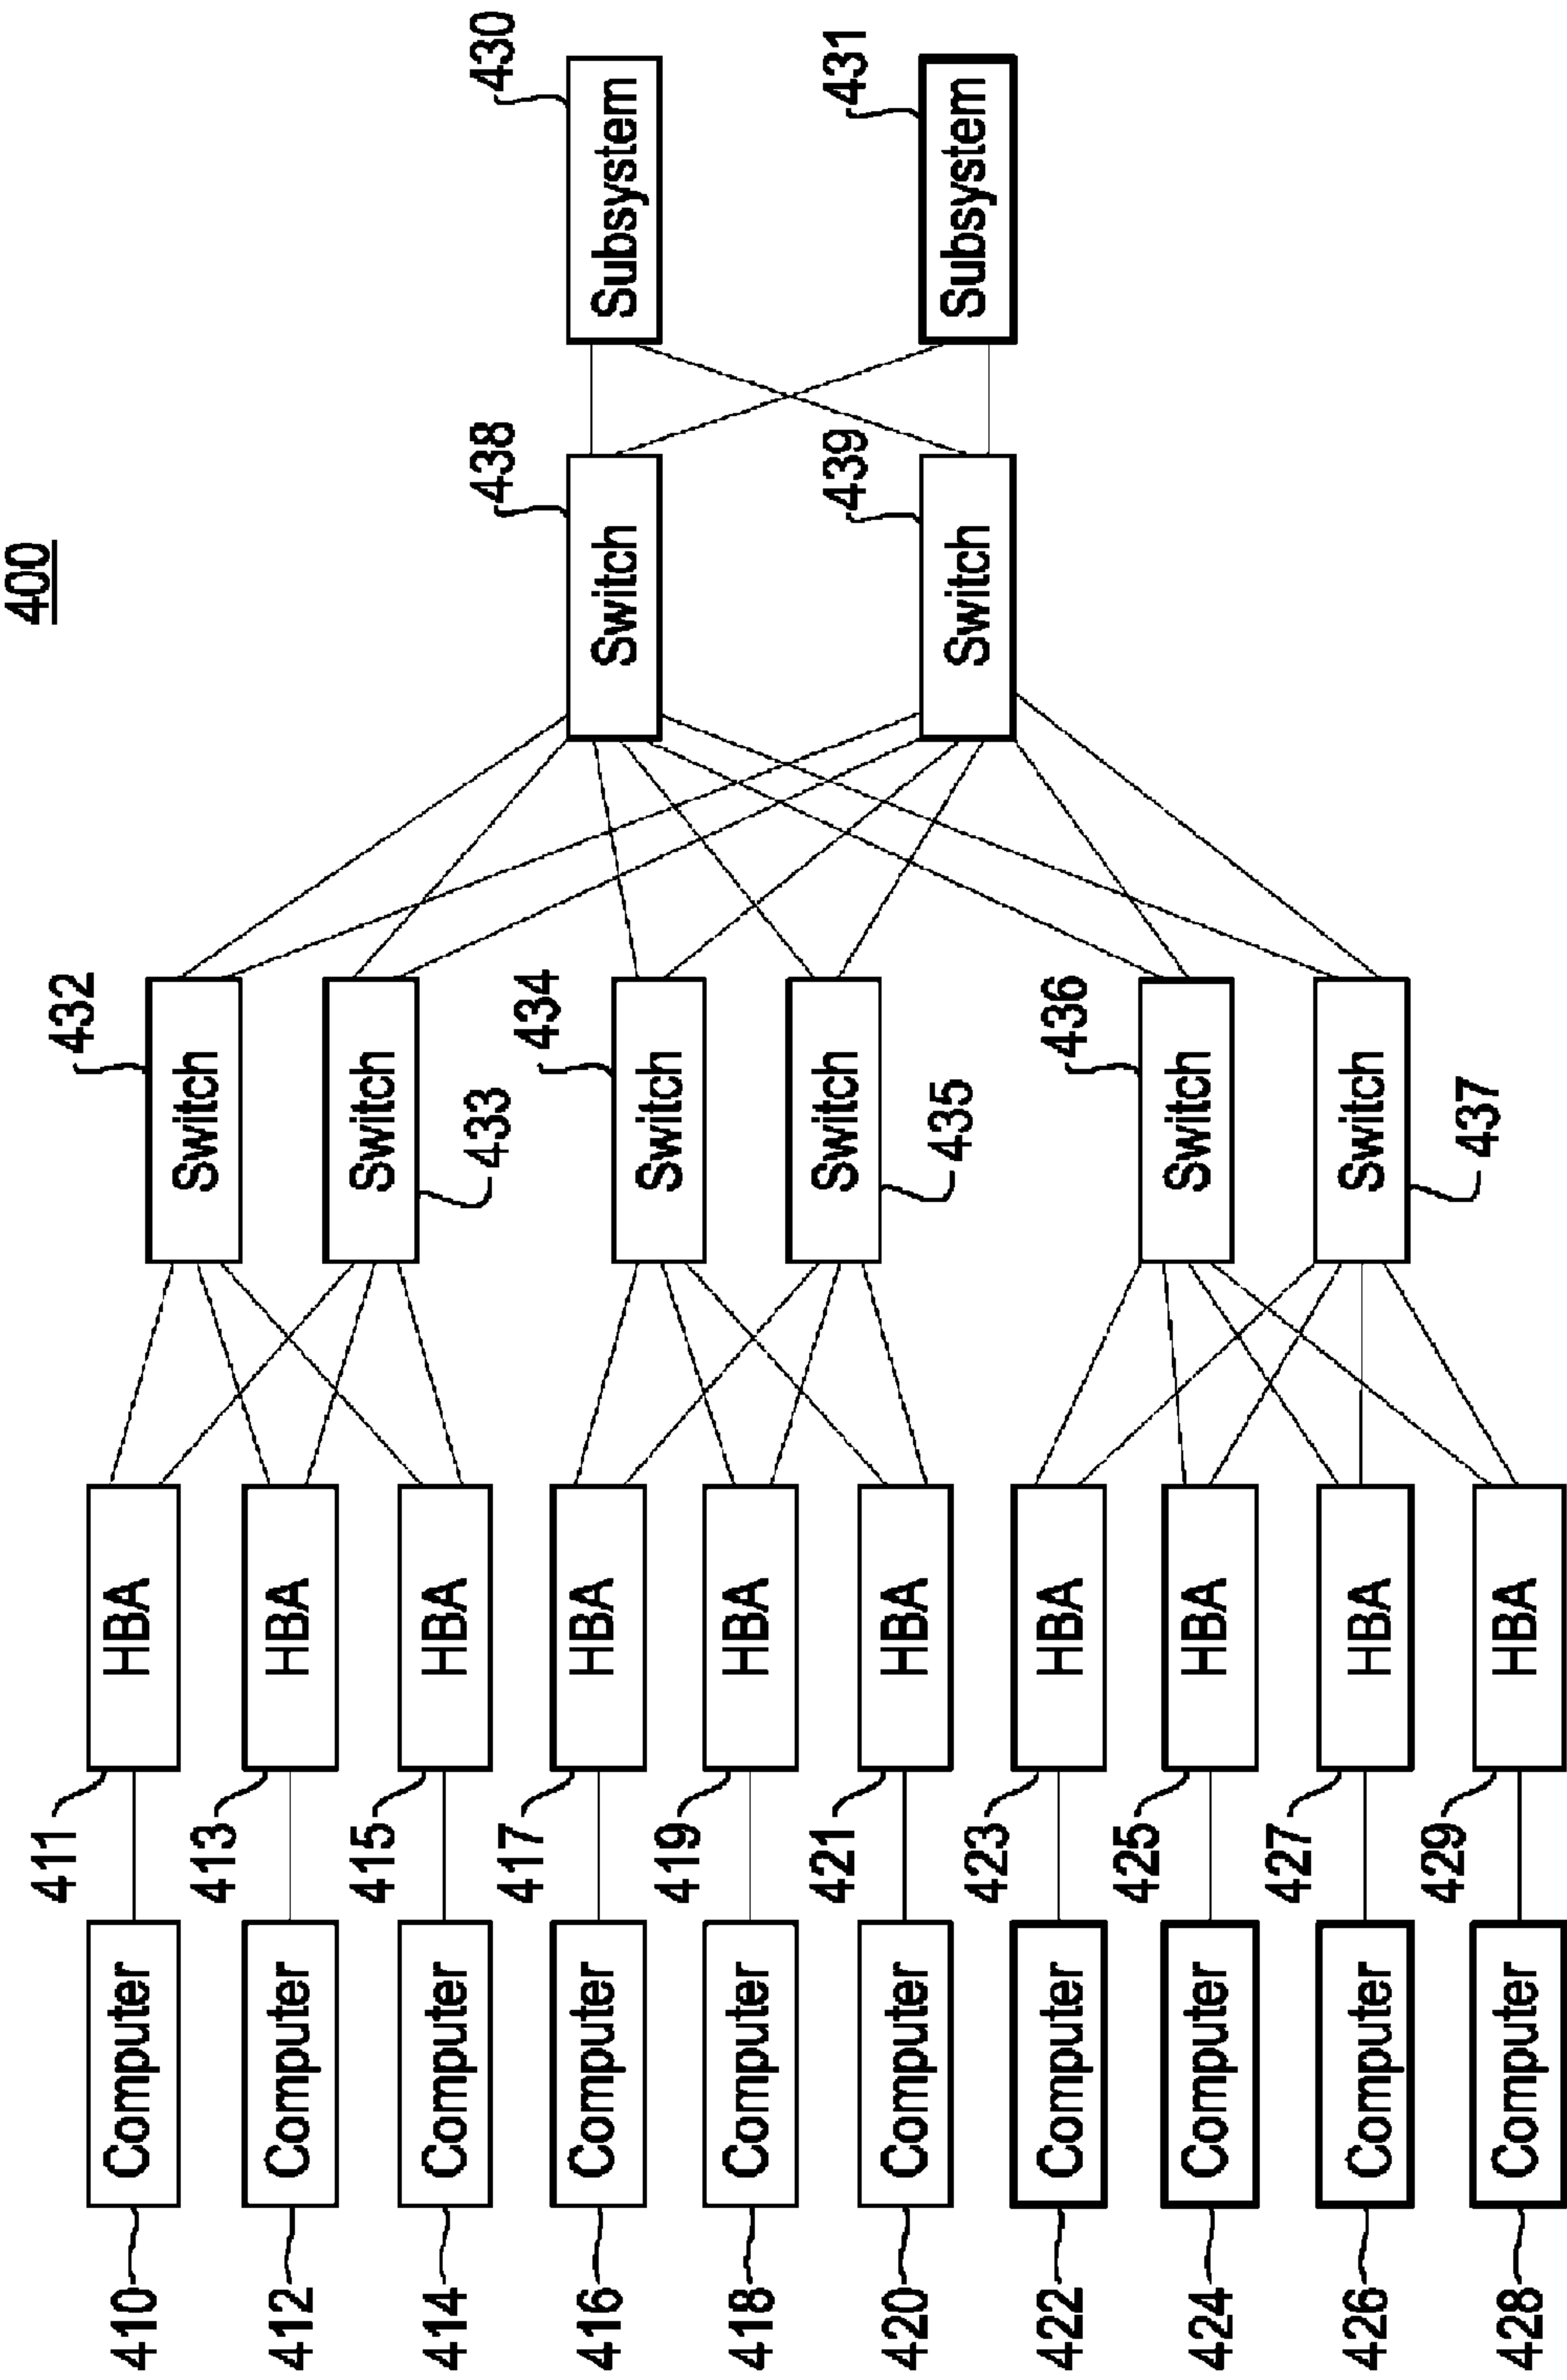 400
410
Computer
411
HBA
412
Computer
413
HBA
414
Computer
415
HBA
416
Computer
417
HBA
418
Computer
419
HBA
420
Computer
421
HBA
422
Computer
423
HBA
424
Computer
425
HBA
426
Computer
427
HBA
428
Computer
429
HBA
432
Switch
433
Switch
434
Switch
435
Switch
436
Switch
437
Switch
438
Switch
439
Switch
430
Subsystem
431
Subsystem